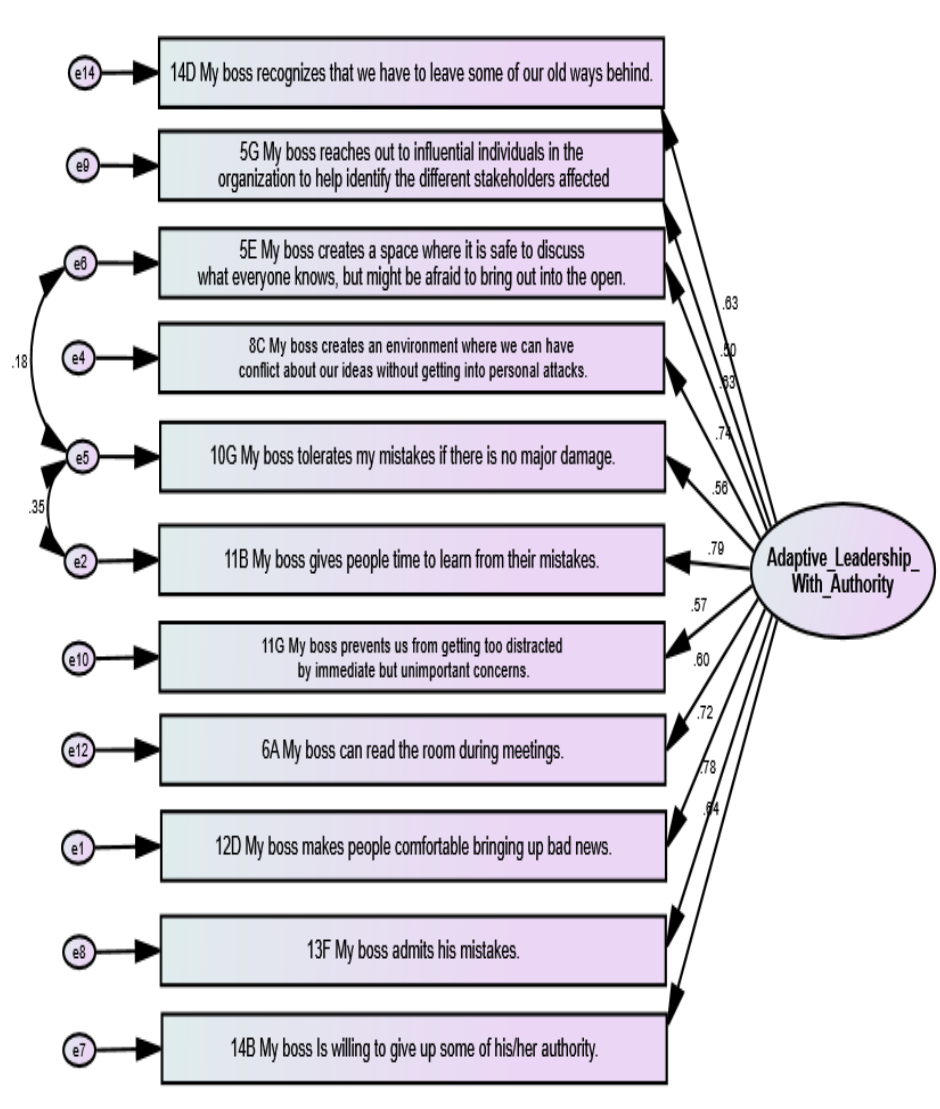 e14
14D My boss recognizes that we have to leave some of our old ways behind.
e9
5G My boss reaches out to influential individuals in the
organization to help identify the different stakeholders affected
e6
5E My boss creates a space where it is safe to discuss
what everyone knows, but might be afraid to bring out into the open.
.63
.50
.83
.18
e4
8C My boss creates an environment where we can have
conflict about our ideas without getting into personal attacks.
.74
e5
10G My boss tolerates my mistakes if there is no major damage.
.56
.35
e2
11B My boss gives people time to learn from their mistakes.
.79
Adaptive_Leadership_
With_Authority
.57
e10
11G My boss prevents us from getting too distracted
by immediate but unimportant concerns.
.60
e12
6A My boss can read the room during meetings.
.72
.78
.64
e1
12D My boss makes people comfortable bringing up bad news.
e8
13F My boss admits his mistakes.
e7
14B My boss Is willing to give up some of his/her authority.